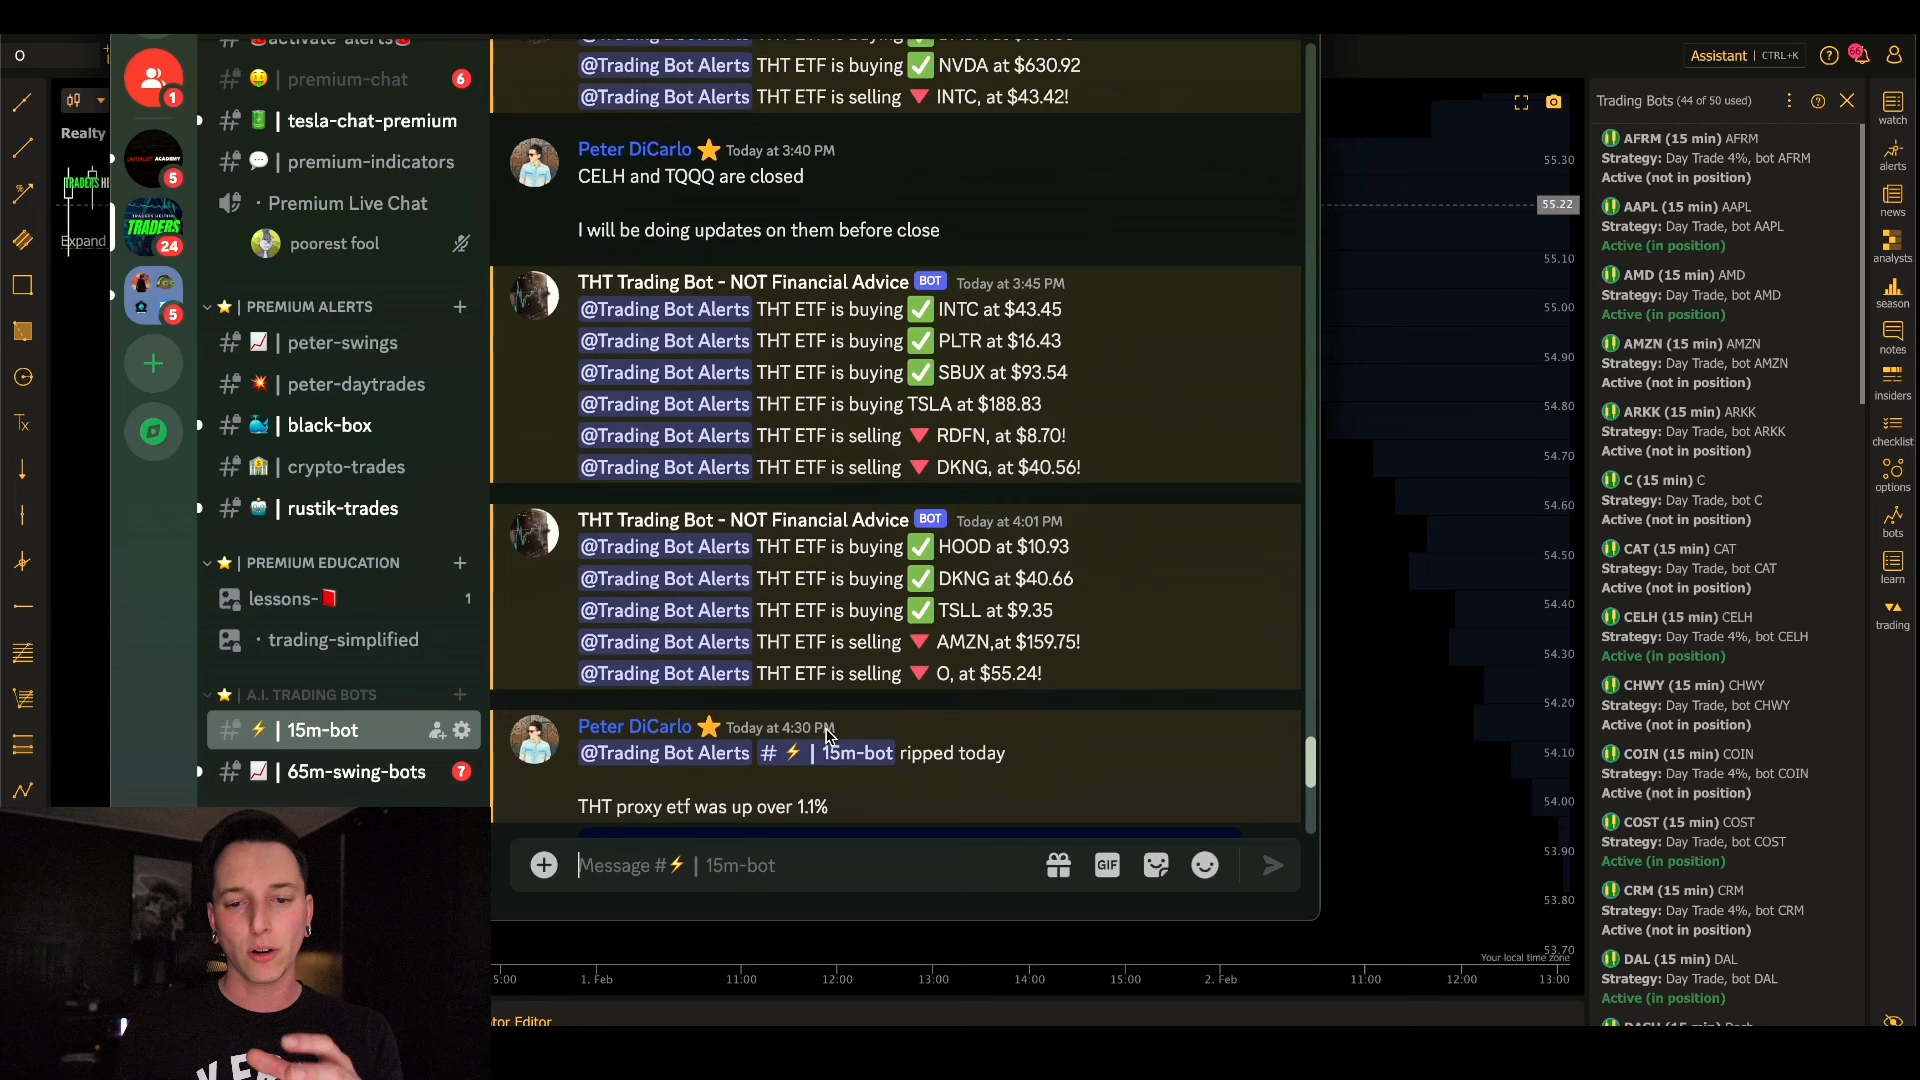 O
Realty
Expand
1
5
24
5
premium-chat
6
tesla-chat-premium
premium-indicators
Premium Live Chat
poorest fool
| PREMIUM ALERTS
peter-swings
peter-daytrades
black-box
crypto-trades
rustik-trades
| PREMIUM EDUCATION
lessons-
1
trading-simplified
| A.I. TRADING BOTS
15m-bot
65m-swing-bots
7
@Trading Bot Alerts THT ETF is buying ✅ NVDA at $630.92
@Trading Bot Alerts THT ETF is selling 🔻 INTC, at $43.42!
Peter DiCarlo ⭐ Today at 3:40 PM
CELH and TQQQ are closed
I will be doing updates on them before close
THT Trading Bot - NOT Financial Advice BOT Today at 3:45 PM
@Trading Bot Alerts THT ETF is buying ✅ INTC at $43.45
@Trading Bot Alerts THT ETF is buying ✅ PLTR at $16.43
@Trading Bot Alerts THT ETF is buying ✅ SBUX at $93.54
@Trading Bot Alerts THT ETF is buying TSLA at $188.83
@Trading Bot Alerts THT ETF is selling 🔻 RDFN, at $8.70!
@Trading Bot Alerts THT ETF is selling 🔻 DKNG, at $40.56!
THT Trading Bot - NOT Financial Advice BOT Today at 4:01 PM
@Trading Bot Alerts THT ETF is buying ✅ HOOD at $10.93
@Trading Bot Alerts THT ETF is buying ✅ DKNG at $40.66
@Trading Bot Alerts THT ETF is buying ✅ TSLL at $9.35
@Trading Bot Alerts THT ETF is selling 🔻 AMZN,at $159.75!
@Trading Bot Alerts THT ETF is selling 🔻 O, at $55.24!
Peter DiCarlo ⭐ Today at 4:30 PM
@Trading Bot Alerts # ⚡ | 15m-bot ripped today
THT proxy etf was up over 1.1%
Message #⚡ | 15m-bot
GIF
55.30
55.22
55.10
55.00
54.90
54.80
54.70
54.60
54.50
54.40
54.30
54.20
54.10
54.00
53.90
53.80
53.70
Your local time zone
5:00 1. Feb 11:00 12:00 13:00 14:00 15:00 2. Feb 11:00 12:00 13:00
tor Editor
Assistant | CTRL+K
66
Trading Bots (44 of 50 used)
AFRM (15 min) AFRM
Strategy: Day Trade 4%, bot AFRM
Active (not in position)
AAPL (15 min) AAPL
Strategy: Day Trade, bot AAPL
Active (in position)
AMD (15 min) AMD
Strategy: Day Trade, bot AMD
Active (in position)
AMZN (15 min) AMZN
Strategy: Day Trade, bot AMZN
Active (not in position)
ARKK (15 min) ARKK
Strategy: Day Trade, bot ARKK
Active (not in position)
C (15 min) C
Strategy: Day Trade, bot C
Active (not in position)
CAT (15 min) CAT
Strategy: Day Trade, bot CAT
Active (not in position)
CELH (15 min) CELH
Strategy: Day Trade 4%, bot CELH
Active (in position)
CHWY (15 min) CHWY
Strategy: Day Trade, bot CHWY
Active (not in position)
COIN (15 min) COIN
Strategy: Day Trade 4%, bot COIN
Active (not in position)
COST (15 min) COST
Strategy: Day Trade, bot COST
Active (in position)
CRM (15 min) CRM
Strategy: Day Trade 4%, bot CRM
Active (not in position)
DAL (15 min) DAL
Strategy: Day Trade, bot DAL
Active (in position)
watch
alerts
news
analysts
season
notes
insiders
checklist
options
bots
learn
trading